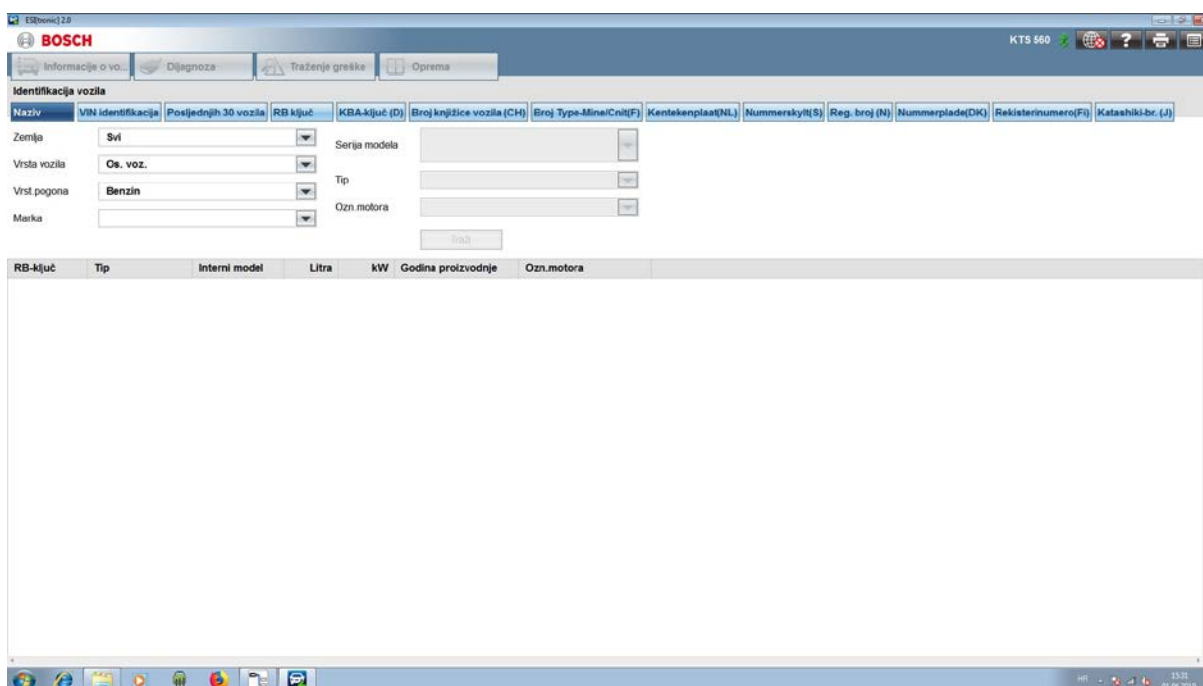 ESI[tronic] 2.0
BOSCH
KTS 560
Informacije o vo... Dijagnoza Traženje greške Oprema
Identifikacija vozila
Naziv VIN identifikacija Posljednjih 30 vozila RB ključ KBA-ključ (D) Broj knjižice vozila (CH) Broj Type-Mine/Cnit(F) Kentekenplaat(NL) Nummerskylt(S) Reg. broj (N) Nummerplade(DK) Rekisterinumero(Fi) Katashiki-br. (J)
Zemlja Svi Serija modela
Vrsta vozila Os. voz.
Tip
Vrst.pogona Benzin
Ozn.motora
Marka
Traži
RB-ključ Tip Interni model Litra kW Godina proizvodnje Ozn.motora
HR 15:31